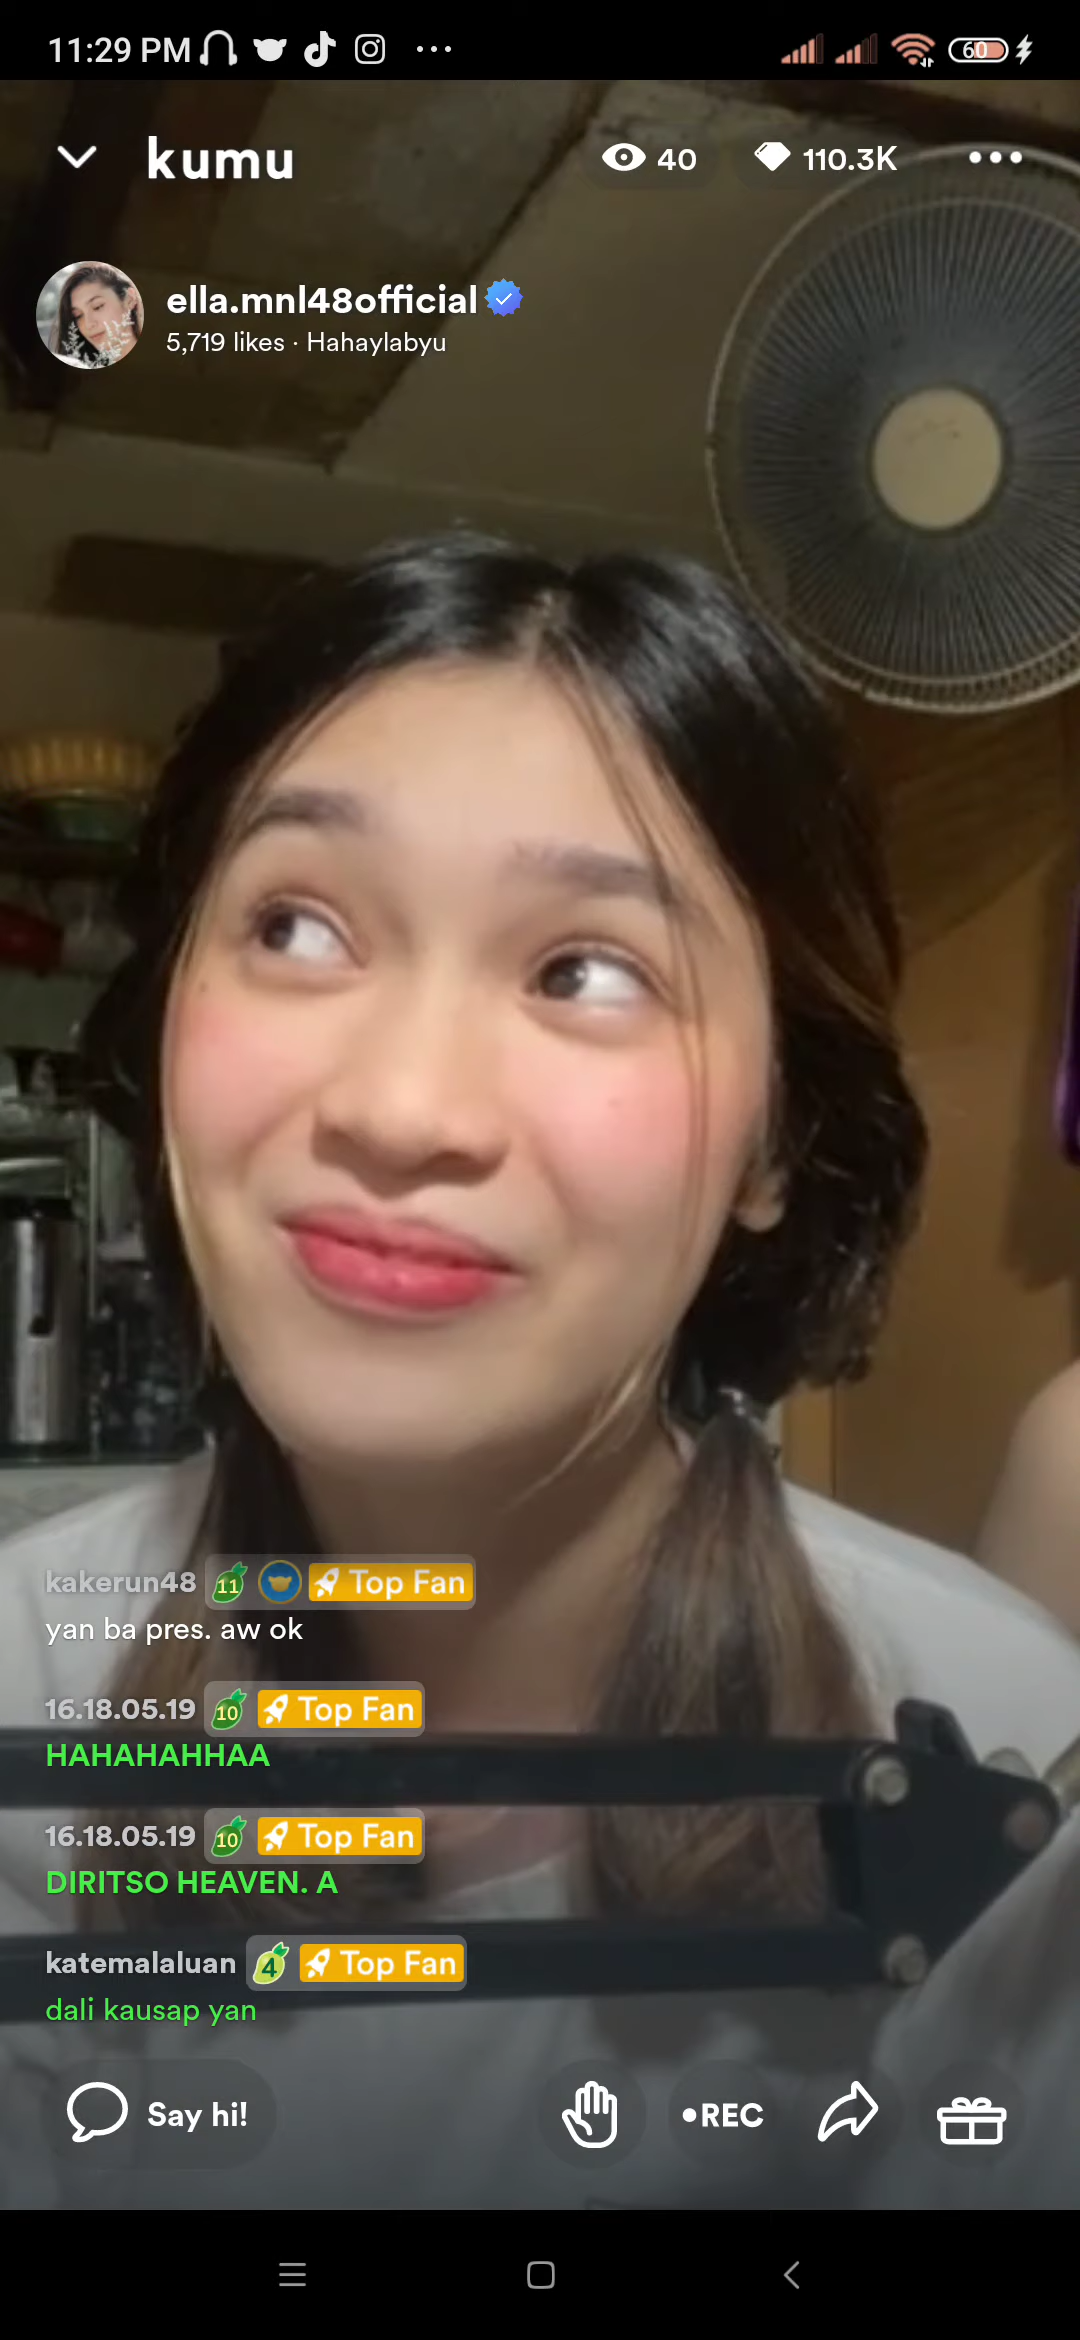 11:29 PM
60
kumu
40
110.3K
ella.mnl48official
5,719 likes · Hahaylabyu
kakerun48 11 Top Fan
yan ba pres. aw ok
16.18.05.19 10 Top Fan
HAHAHAHHAA
16.18.05.19 10 Top Fan
DIRITSO HEAVEN. A
katemalaluan 4 Top Fan
dali kausap yan
Say hi!
•REC